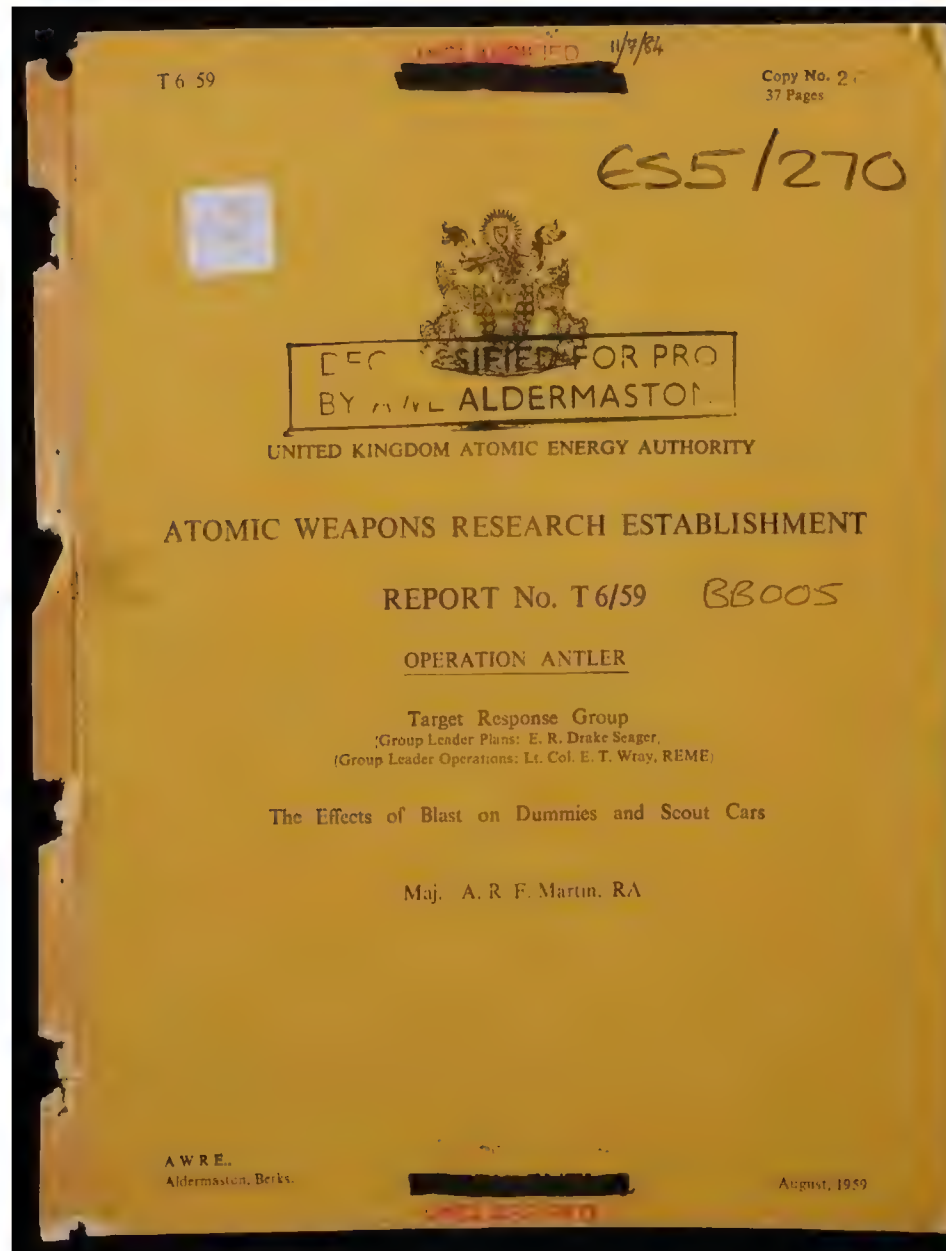 11/7/84
T 6 59
Copy No. 2
37 Pages
ES5/270
FOR PRO
BY ALDERMASTON
UNITED KINGDOM ATOMIC ENERGY AUTHORITY
ATOMIC WEAPONS RESEARCH ESTABLISHMENT
REPORT No. T 6/59 BB005
OPERATION ANTLER
Target Response Group
(Group Leader Plans: E. R. Drake Seager,
(Group Leader Operations: Lt. Col. E. T. Wray, REME)
The Effects of Blast on Dummies and Scout Cars
Maj. A. R F. Martin, RA
A W R E..
Aldermaston, Berks.
August, 1959